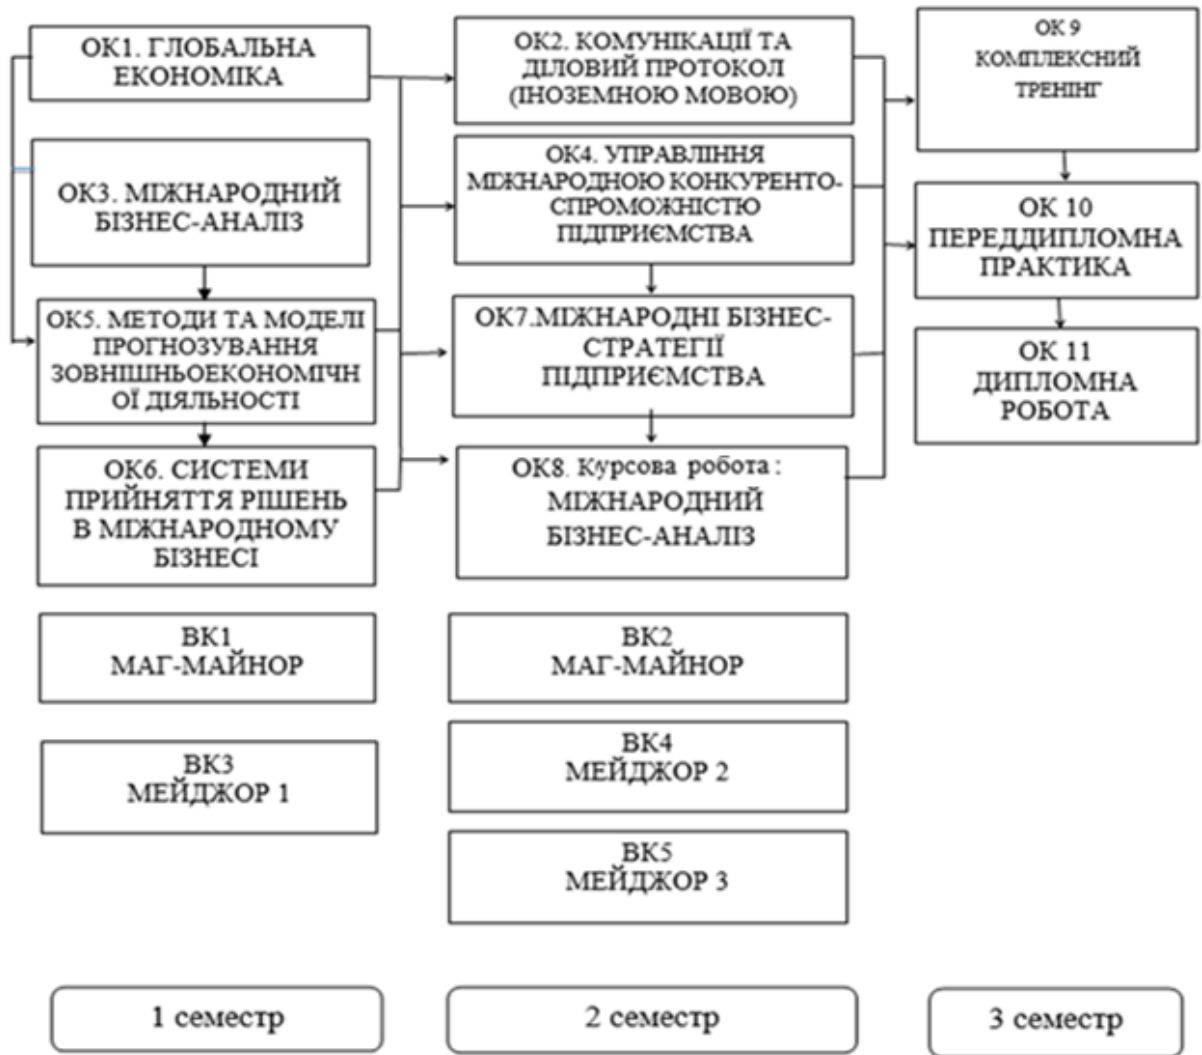 ОК1. ГЛОБАЛЬНА
ЕКОНОМІКА
ОК3. МІЖНАРОДНИЙ
БІЗНЕС-АНАЛІЗ
ОК5. МЕТОДИ ТА МОДЕЛІ
ПРОГНОЗУВАННЯ
ЗОВНІШНЬОЕКОНОМІЧН
ОЇ ДІЯЛЬНОСТІ
ОК6. СИСТЕМИ
ПРИЙНЯТТЯ РІШЕНЬ
В МІЖНАРОДНОМУ
БІЗНЕСІ
ВК1
МАГ-МАЙНОР
ВК3
МЕЙДЖОР 1
1 семестр
ОК2. КОМУНІКАЦІЇ ТА
ДІЛОВИЙ ПРОТОКОЛ
(ІНОЗЕМНОЮ МОВОЮ)
ОК4. УПРАВЛІННЯ
МІЖНАРОДНОЮ КОНКУРЕНТО-
СПРОМОЖНІСТЮ
ПІДПРИЄМСТВА
ОК7.МІЖНАРОДНІ БІЗНЕС-
СТРАТЕГІЇ
ПІДПРИЄМСТВА
ОК8. Курсова робота :
МІЖНАРОДНИЙ
БІЗНЕС-АНАЛІЗ
ВК2
МАГ-МАЙНОР
ВК4
МЕЙДЖОР 2
ВК5
МЕЙДЖОР 3
2 семестр
ОК 9
КОМПЛЕКСНИЙ
ТРЕНІНГ
ОК 10
ПЕРЕДДИПЛОМНА
ПРАКТИКА
ОК 11
ДИПЛОМНА
РОБОТА
3 семестр